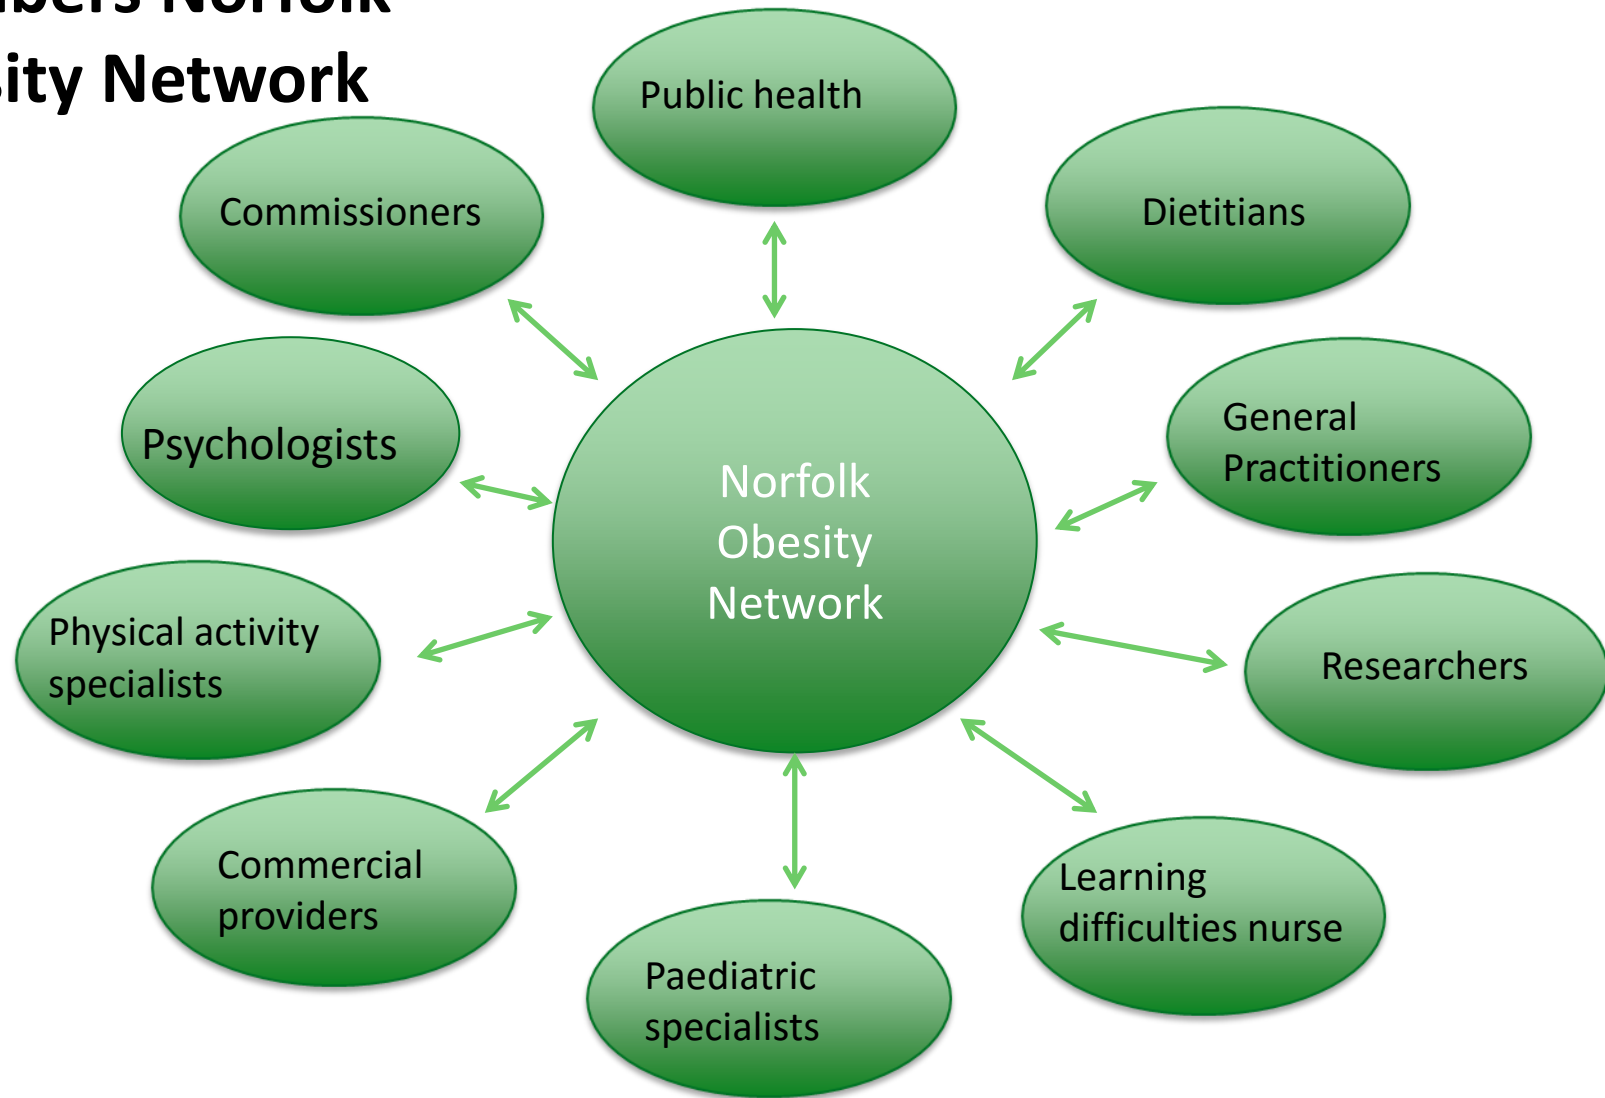 Norfolk
Network
Public health
Commissioners
Dietitians
Psychologists
General
Practitioners
Norfolk
Obesity
Network
Physical activity
specialists
Researchers
Commercial
providers
Learning
difficulties nurse
Paediatric
specialists